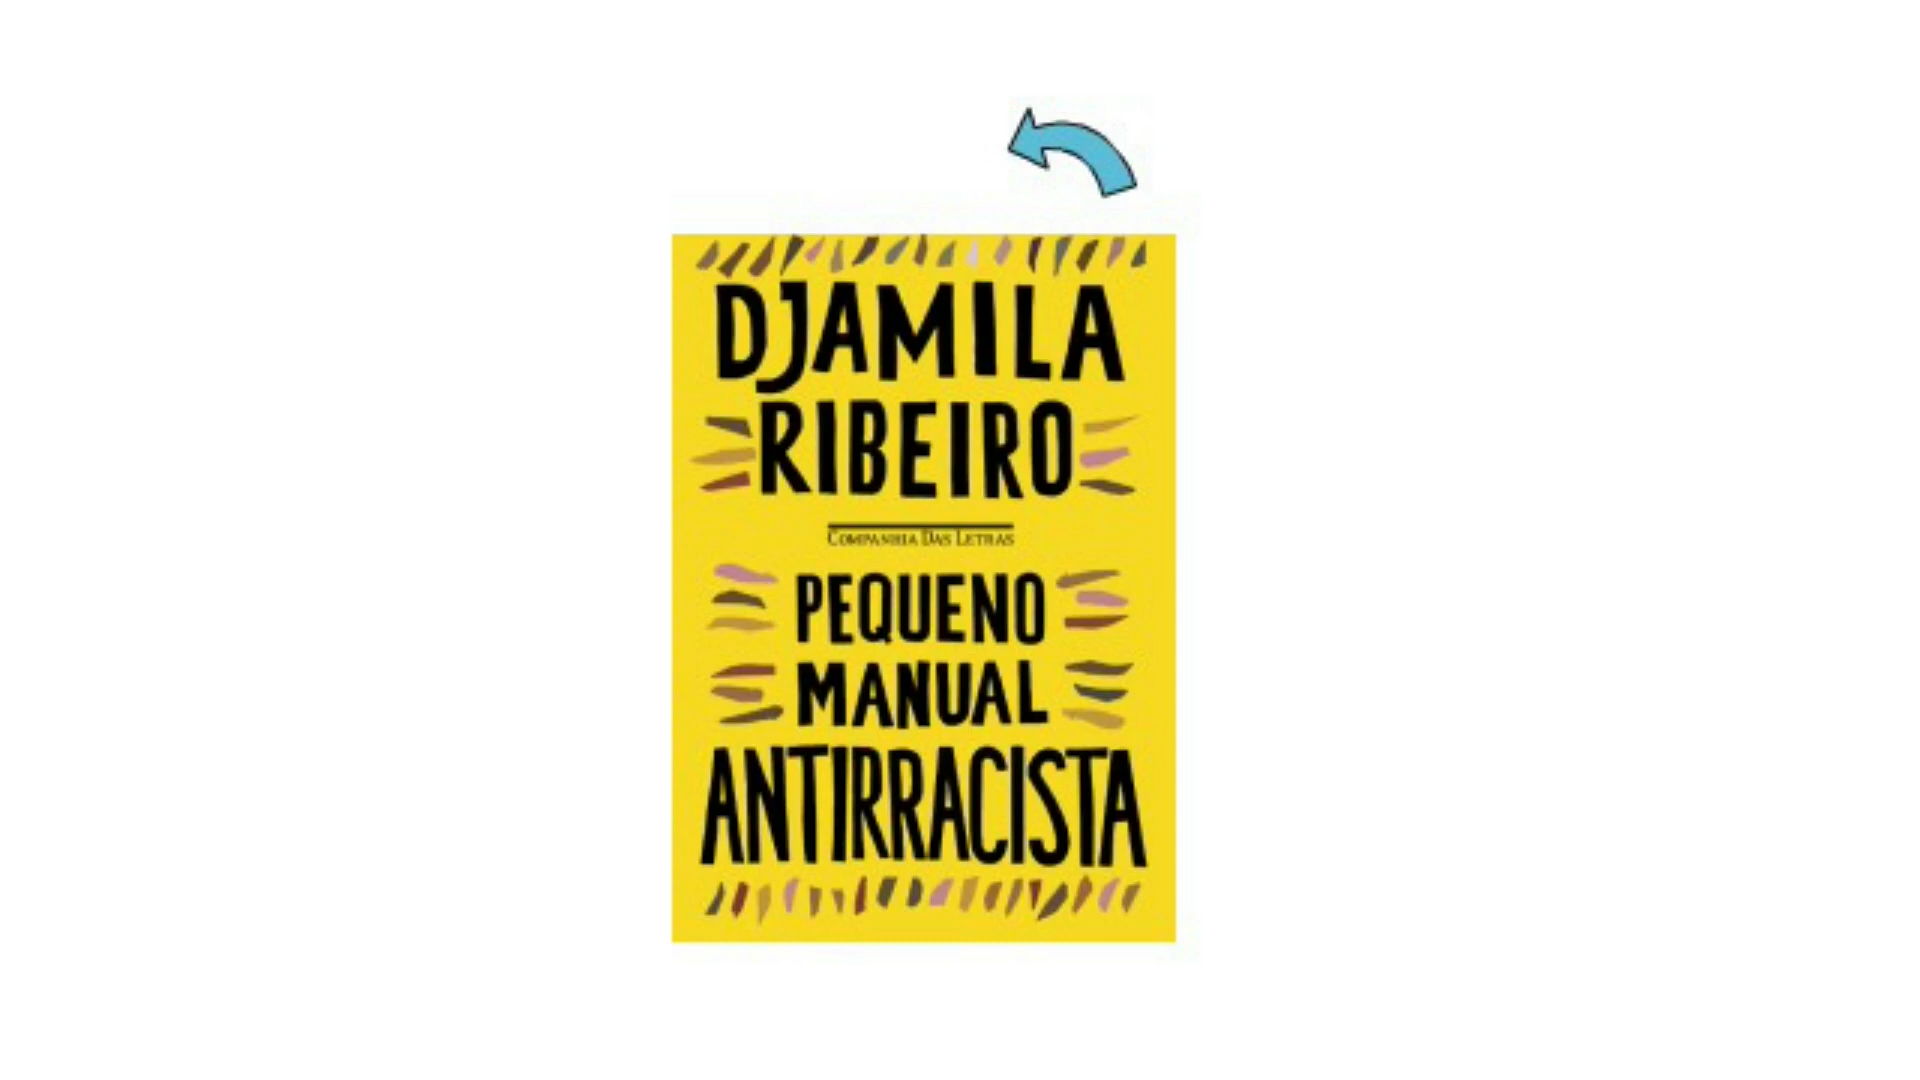 DJAMILA
RIBEIRO
COMPANHIA DAS LETRAS
PEQUENO
MANUAL
ANTIRRACISTA